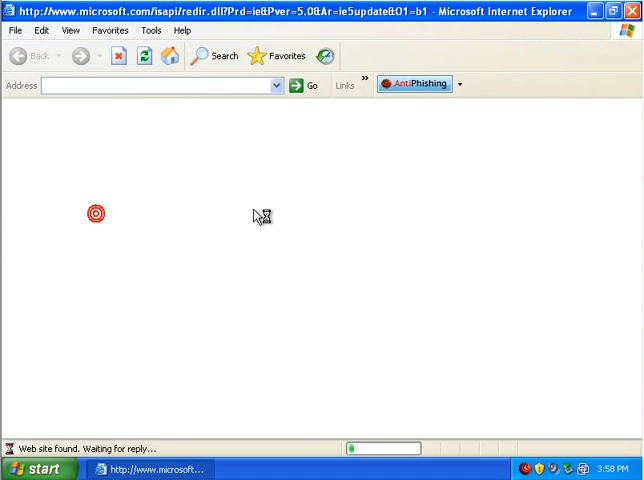 http://www.microsoft.com/isapi/redir.dll?Prd=ie&Pver=5.0&Ar=ie5update&O1=b1 - Microsoft Internet Explorer
File Edit View Favorites Tools Help
Back Search Favorites
Address Go Links » AntiPhishing
Web site found. Waiting for reply...
start http://www.microsoft... 3:58 PM